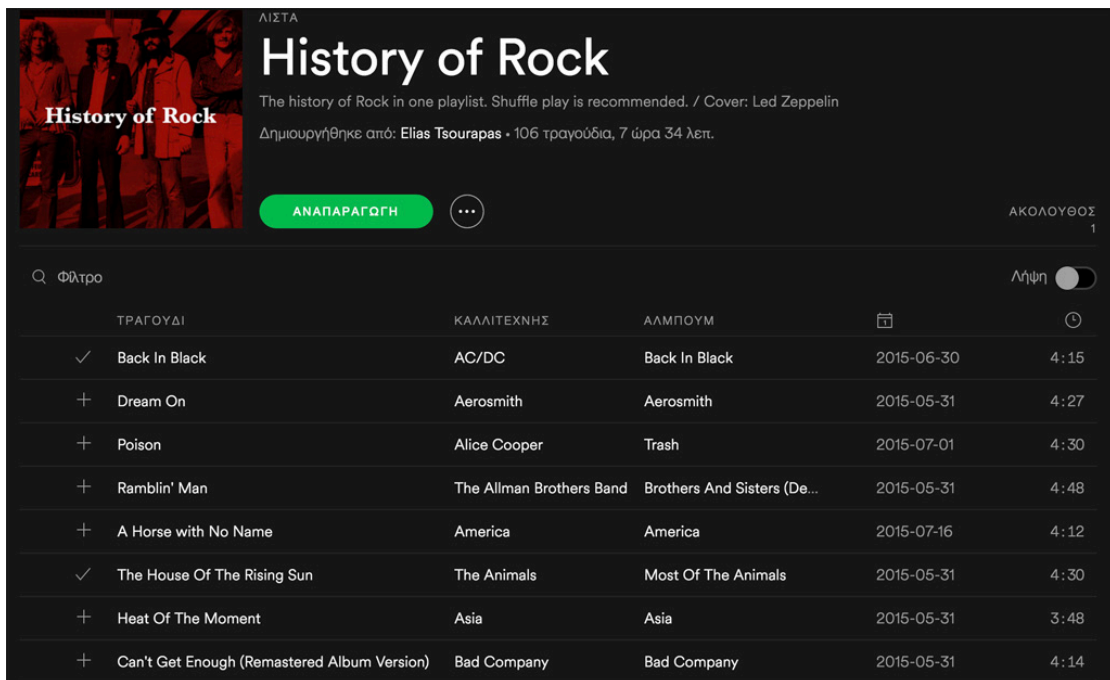 ΛΙΣΤΑ
History of Rock
The history of Rock in one playlist. Shuffle play is recommended. / Cover: Led Zeppelin
History of Rock
Δημιουργήθηκε από: Elias Tsourapas • 106 τραγούδια, 7 ώρα 34 λεπ.
ΑΝΑΠΑΡΑΓΩΓΗ
ΑΚΟΛΟΥΘΟΣ
1
Φίλτρο Λήψη
ΤΡΑΓΟΥΔΙ ΚΑΛΛΙΤΕΧΝΗΣ ΑΛΜΠΟΥΜ 1
Back In Black AC/DC Back In Black 2015-06-30 4:15
Dream On Aerosmith Aerosmith 2015-05-31 4:27
Poison Alice Cooper Trash 2015-07-01 4:30
Ramblin' Man The Allman Brothers Band Brothers And Sisters (De... 2015-05-31 4:48
A Horse with No Name America America 2015-07-16 4:12
The House Of The Rising Sun The Animals Most Of The Animals 2015-05-31 4:30
Heat Of The Moment Asia Asia 2015-05-31 3:48
Can't Get Enough (Remastered Album Version) Bad Company Bad Company 2015-05-31 4:14